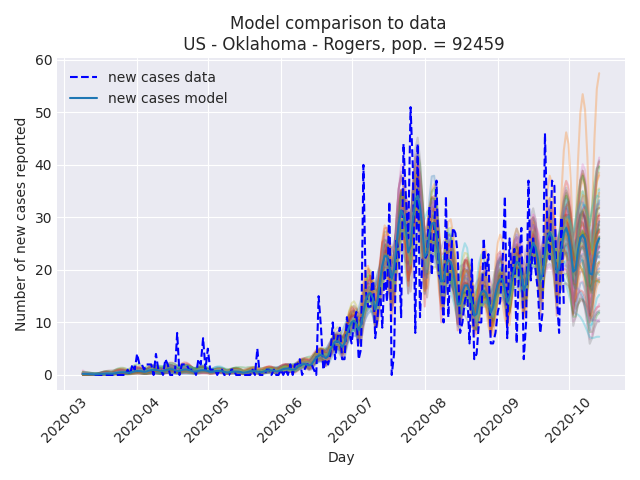 Model comparison to data
US - Oklahoma - Rogers, pop. = 92459
new cases data
new cases model
Number of new cases reported
60
50
40
30
20
10
0
2020-03
2020-04
2020-05
2020-06
2020-07
2020-08
2020-09
2020-10
Day